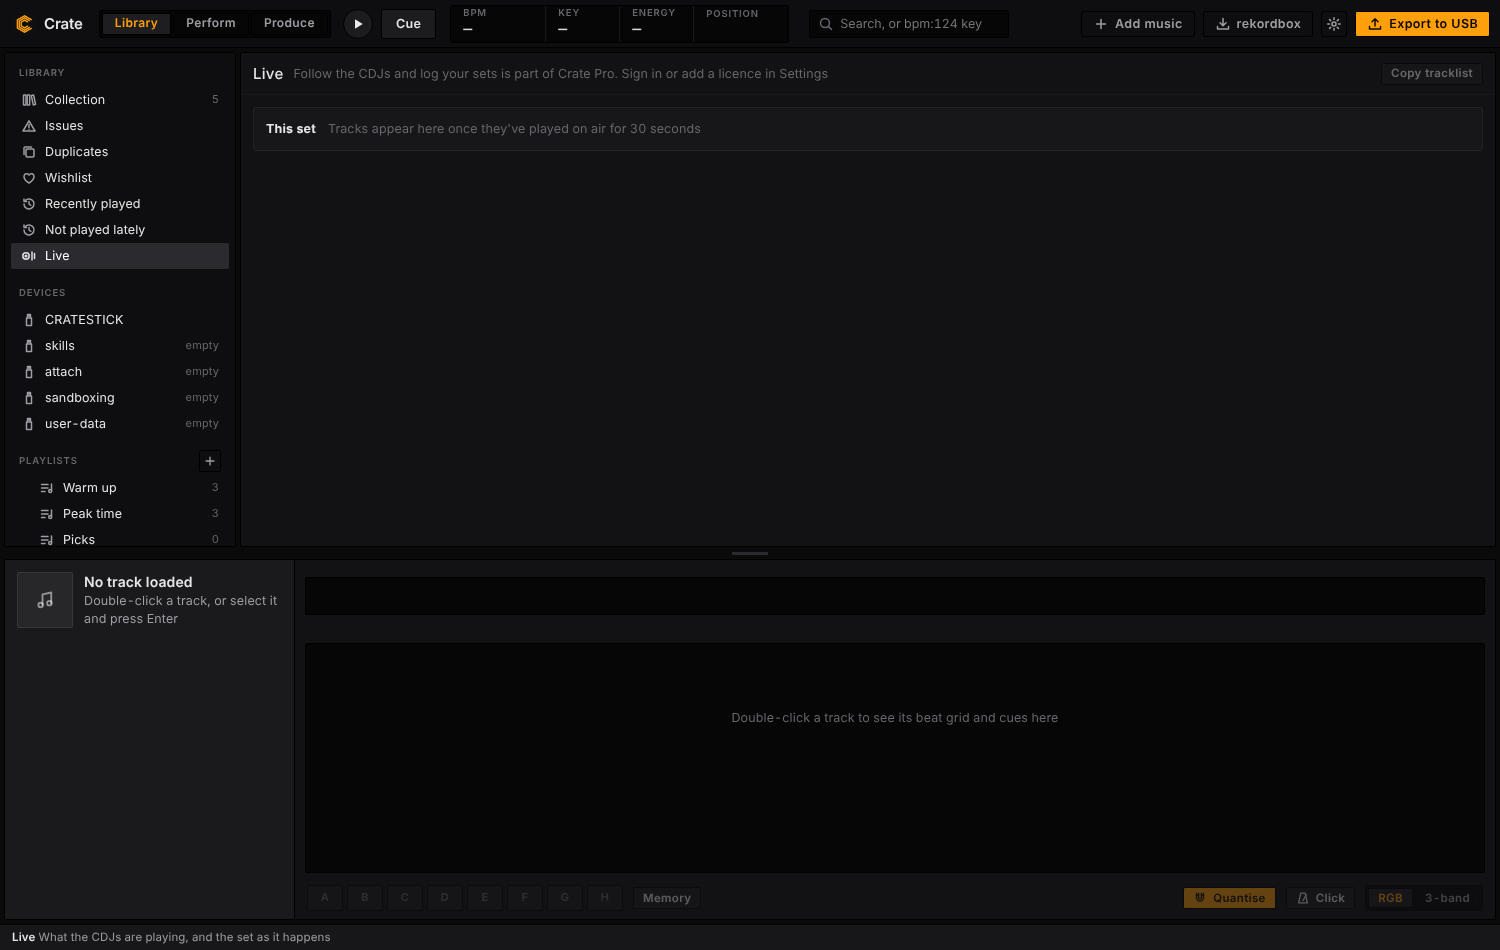 Crate
Library
Perform
Produce
Cue
BPM
–
KEY
–
ENERGY
–
POSITION
Search, or bpm:124 key
Add music
rekordbox
Export to USB
LIBRARY
Collection 5
Issues
Duplicates
Wishlist
Recently played
Not played lately
Live
DEVICES
CRATESTICK
skills empty
attach empty
sandboxing empty
user-data empty
PLAYLISTS
Warm up 3
Peak time 3
Picks 0
Live Follow the CDJs and log your sets is part of Crate Pro. Sign in or add a licence in Settings
Copy tracklist
This set Tracks appear here once they've played on air for 30 seconds
No track loaded
Double-click a track, or select it
and press Enter
Double-click a track to see its beat grid and cues here
A B C D E F G H Memory
Quantise
Click
RGB 3-band
Live What the CDJs are playing, and the set as it happens